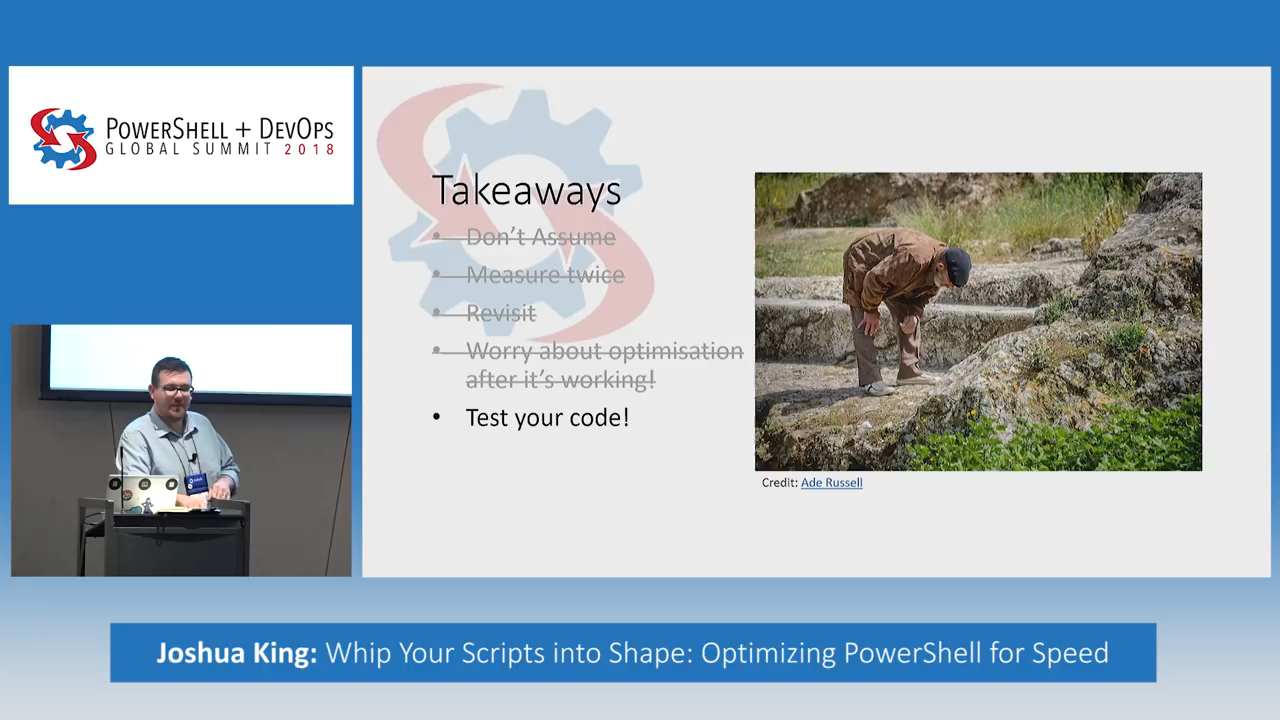 POWERSHELL + DEVOPS
GLOBAL SUMMIT 2018
Takeaways
• Don't Assume
• Measure twice
• Revisit
• Worry about optimisation
after it's working!
• Test your code!
Credit: Ade Russell
Joshua King: Whip Your Scripts into Shape: Optimizing PowerShell for Speed